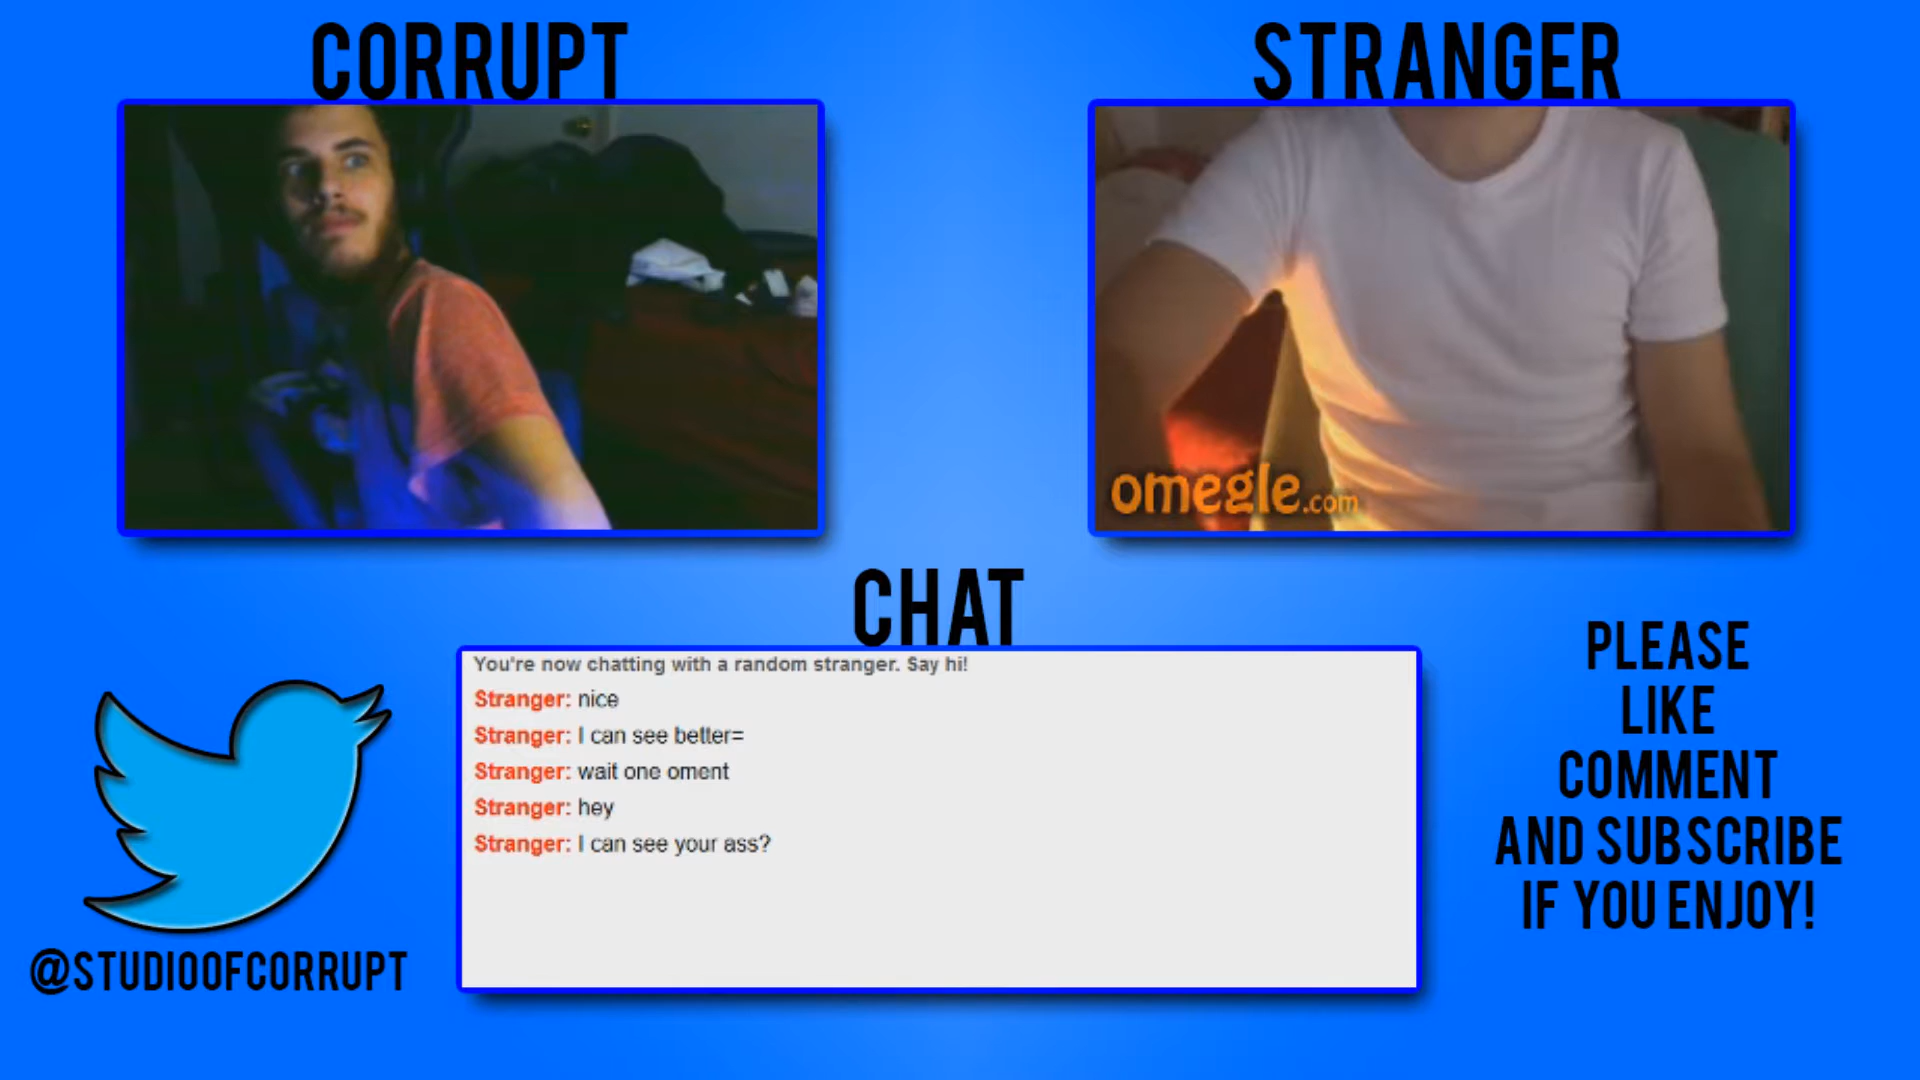 CORRUPT
STRANGER
omegle.com
CHAT
You're now chatting with a random stranger. Say hi!
Stranger: nice
Stranger: I can see better=
Stranger: wait one oment
Stranger: hey
Stranger: I can see your ass?
@STUDIOOFCORRUPT
PLEASE
LIKE
COMMENT
AND SUBSCRIBE
IF YOU ENJOY!